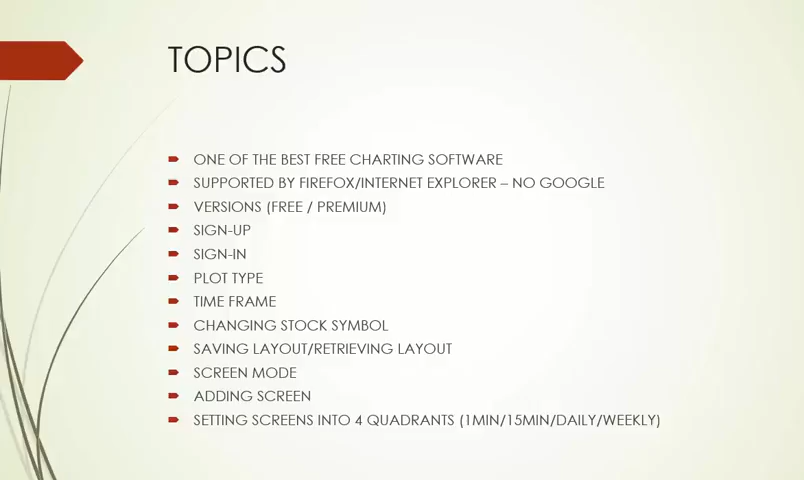 TOPICS
ONE OF THE BEST FREE CHARTING SOFTWARE
SUPPORTED BY FIREFOX/INTERNET EXPLORER – NO GOOGLE
VERSIONS (FREE / PREMIUM)
SIGN-UP
SIGN-IN
PLOT TYPE
TIME FRAME
CHANGING STOCK SYMBOL
SAVING LAYOUT/RETRIEVING LAYOUT
SCREEN MODE
ADDING SCREEN
SETTING SCREENS INTO 4 QUADRANTS (1MIN/15MIN/DAILY/WEEKLY)